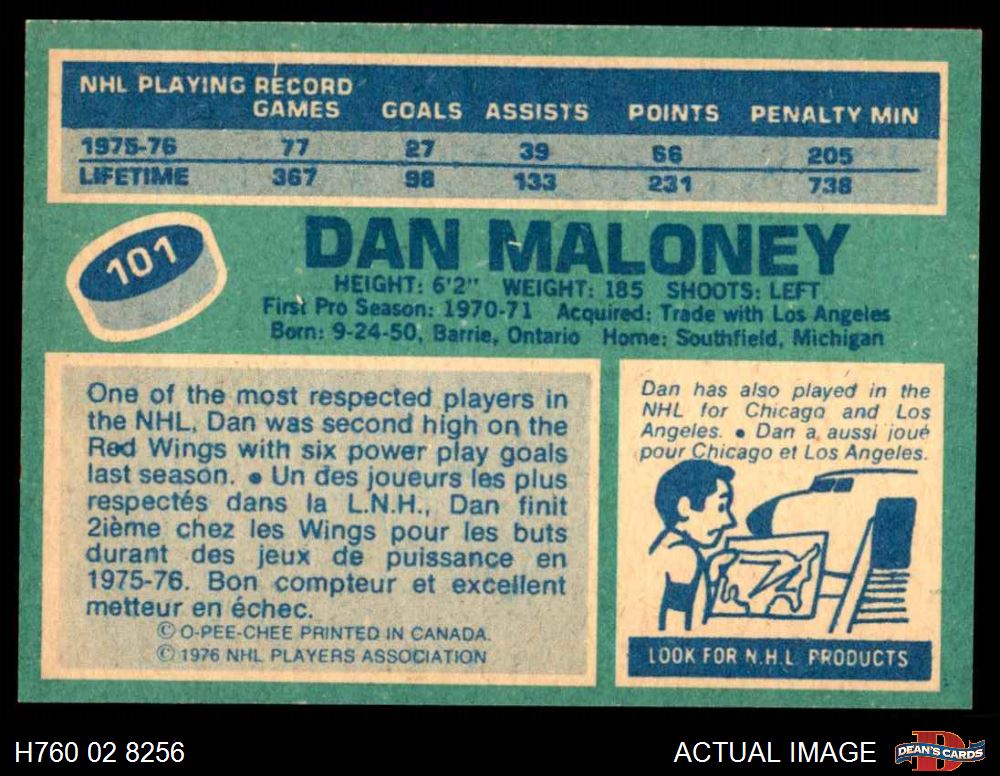 NHL PLAYING RECORD
GAMES GOALS ASSISTS POINTS PENALTY MIN
1975-76 77 27 39 66 205
LIFETIME 367 98 133 231 738
101
DAN MALONEY
HEIGHT: 6'2" WEIGHT: 185 SHOOTS: LEFT
First Pro Season: 1970-71 Acquired: Trade with Los Angeles
Born: 9-24-50, Barrie, Ontario Home: Southfield, Michigan
One of the most respected players in
the NHL, Dan was second high on the
Red Wings with six power play goals
last season. • Un des joueurs les plus
respectés dans la L.N.H., Dan finit
2ième chez les Wings pour les buts
durant des jeux de puissance en
1975-76. Bon compteur et excellent
metteur en échec.
© O-PEE-CHEE PRINTED IN CANADA.
© 1976 NHL PLAYERS ASSOCIATION
Dan has also played in the
NHL for Chicago and Los
Angeles. • Dan a aussi joué
pour Chicago et Los Angeles.
LOOK FOR N.H.L PRODUCTS
H760 02 8256
ACTUAL IMAGE
D
DEAN'S CARDS